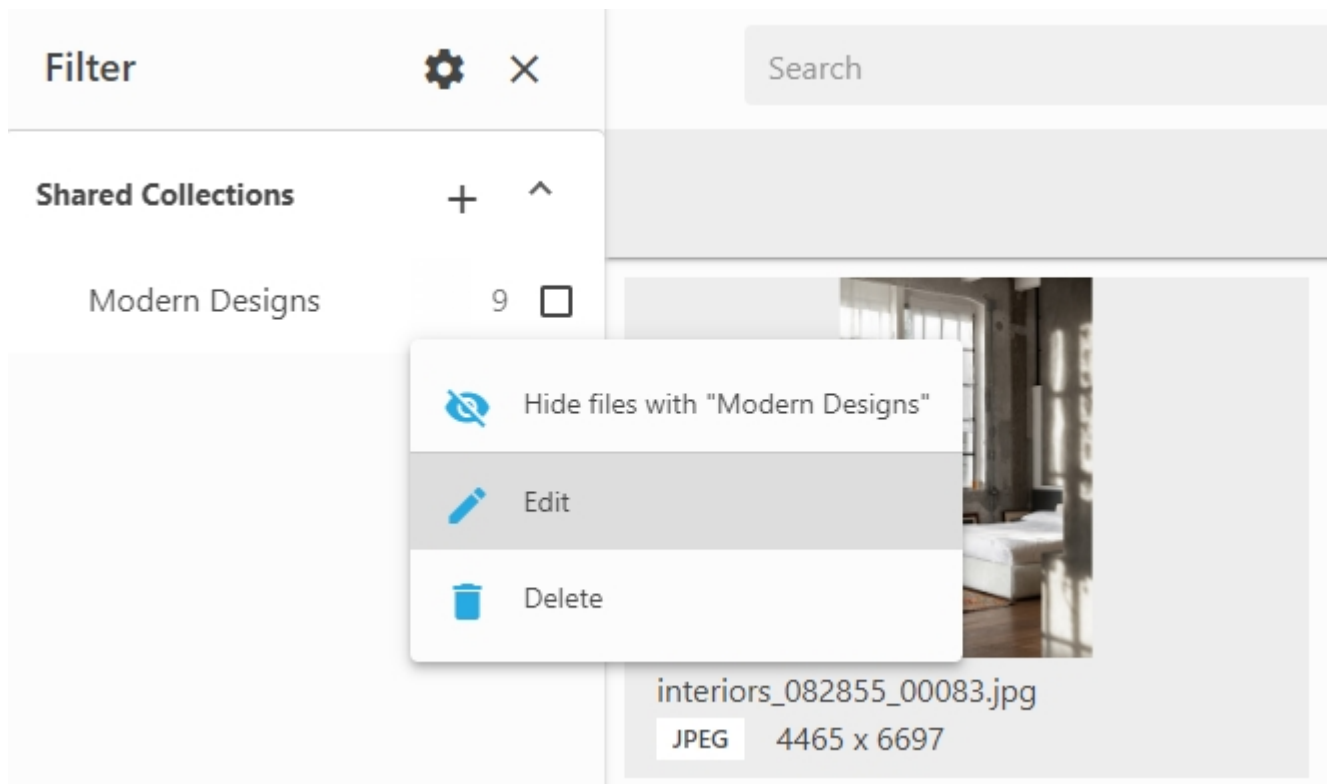 Filter
Search
Shared Collections
Modern Designs 9
Hide files with "Modern Designs"
Edit
Delete
interiors_082855_00083.jpg
JPEG 4465 x 6697